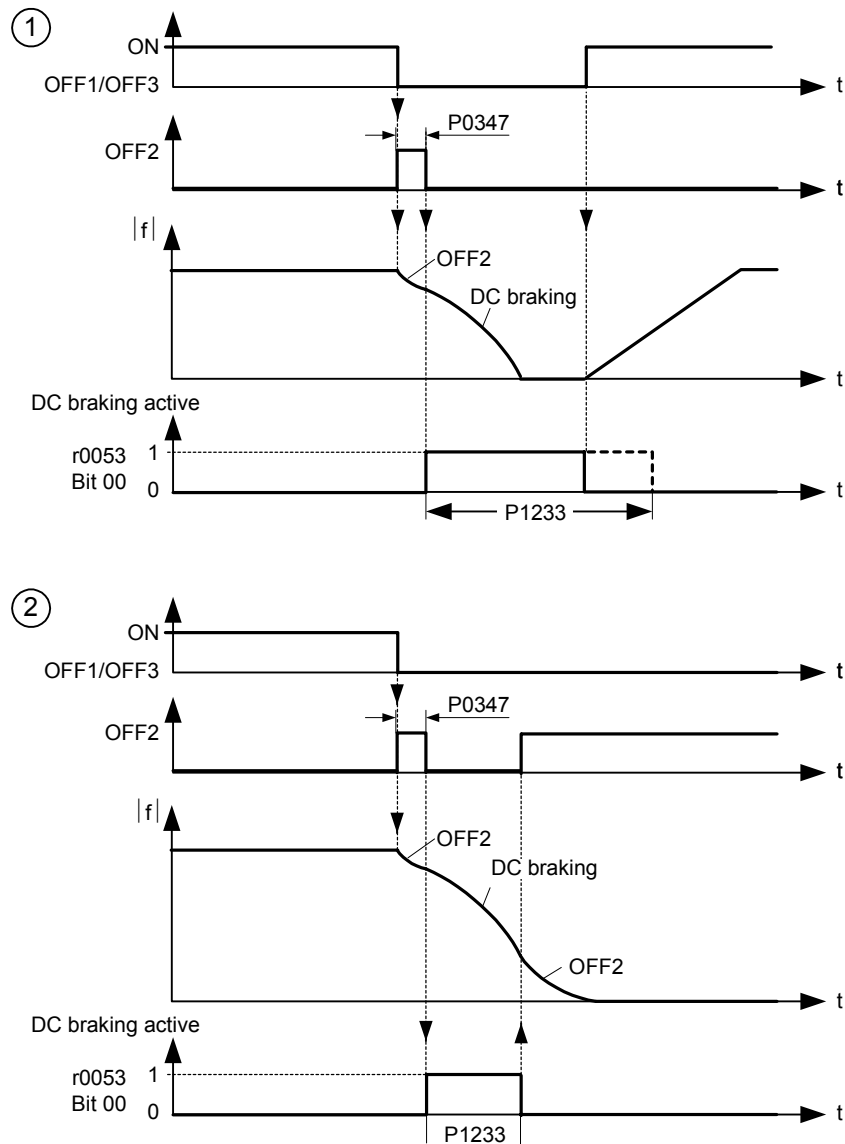 1
ON
OFF1/OFF3
t
P0347
OFF2
t
|f|
OFF2
DC braking
t
DC braking active
r0053 1
Bit 00 0
t
P1233
2
ON
OFF1/OFF3
t
P0347
OFF2
t
|f|
OFF2
DC braking
OFF2
t
DC braking active
r0053 1
Bit 00 0
t
P1233